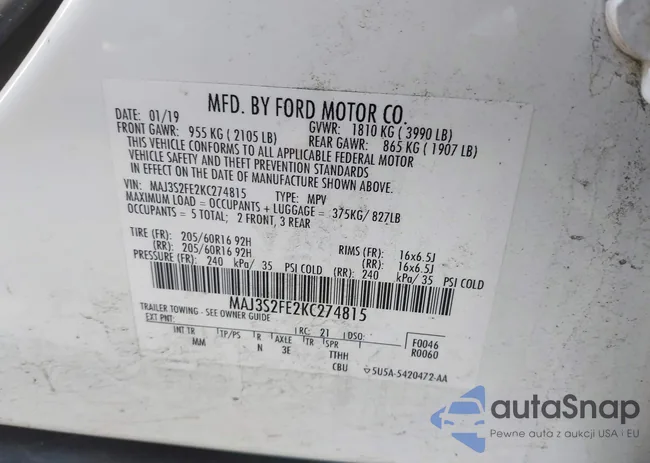 MFD. BY FORD MOTOR CO.
DATE: 01/19 GVWR: 1810 KG ( 3990 LB)
FRONT GAWR: 955 KG ( 2105 LB) REAR GAWR: 865 KG ( 1907 LB)
THIS VEHICLE CONFORMS TO ALL APPLICABLE FEDERAL MOTOR
VEHICLE SAFETY AND THEFT PREVENTION STANDARDS
IN EFFECT ON THE DATE OF MANUFACTURE SHOWN ABOVE.
VIN: MAJ3S2FE2KC274815 TYPE: MPV
MAXIMUM LOAD = OCCUPANTS + LUGGAGE = 375KG/ 827LB
OCCUPANTS = 5 TOTAL; 2 FRONT, 3 REAR
TIRE (FR): 205/60R16 92H RIMS (FR): 16x6.5J
(RR): 205/60R16 92H (RR): 16x6.5J
PRESSURE (FR): 240 kPa/ 35 PSI COLD (RR): 240 kPa/ 35 PSI COLD
MAJ3S2FE2KC274815
TRAILER TOWING - SEE OWNER GUIDE
EXT PNT: RC: 21 DSO: F0046
R0060
INT TR TP/PS R AXLE TR SPR
MM N 3E TTHH
CBU 5U5A-5420472-AA
autaSnap
Pewne auta z aukcji USA i EU